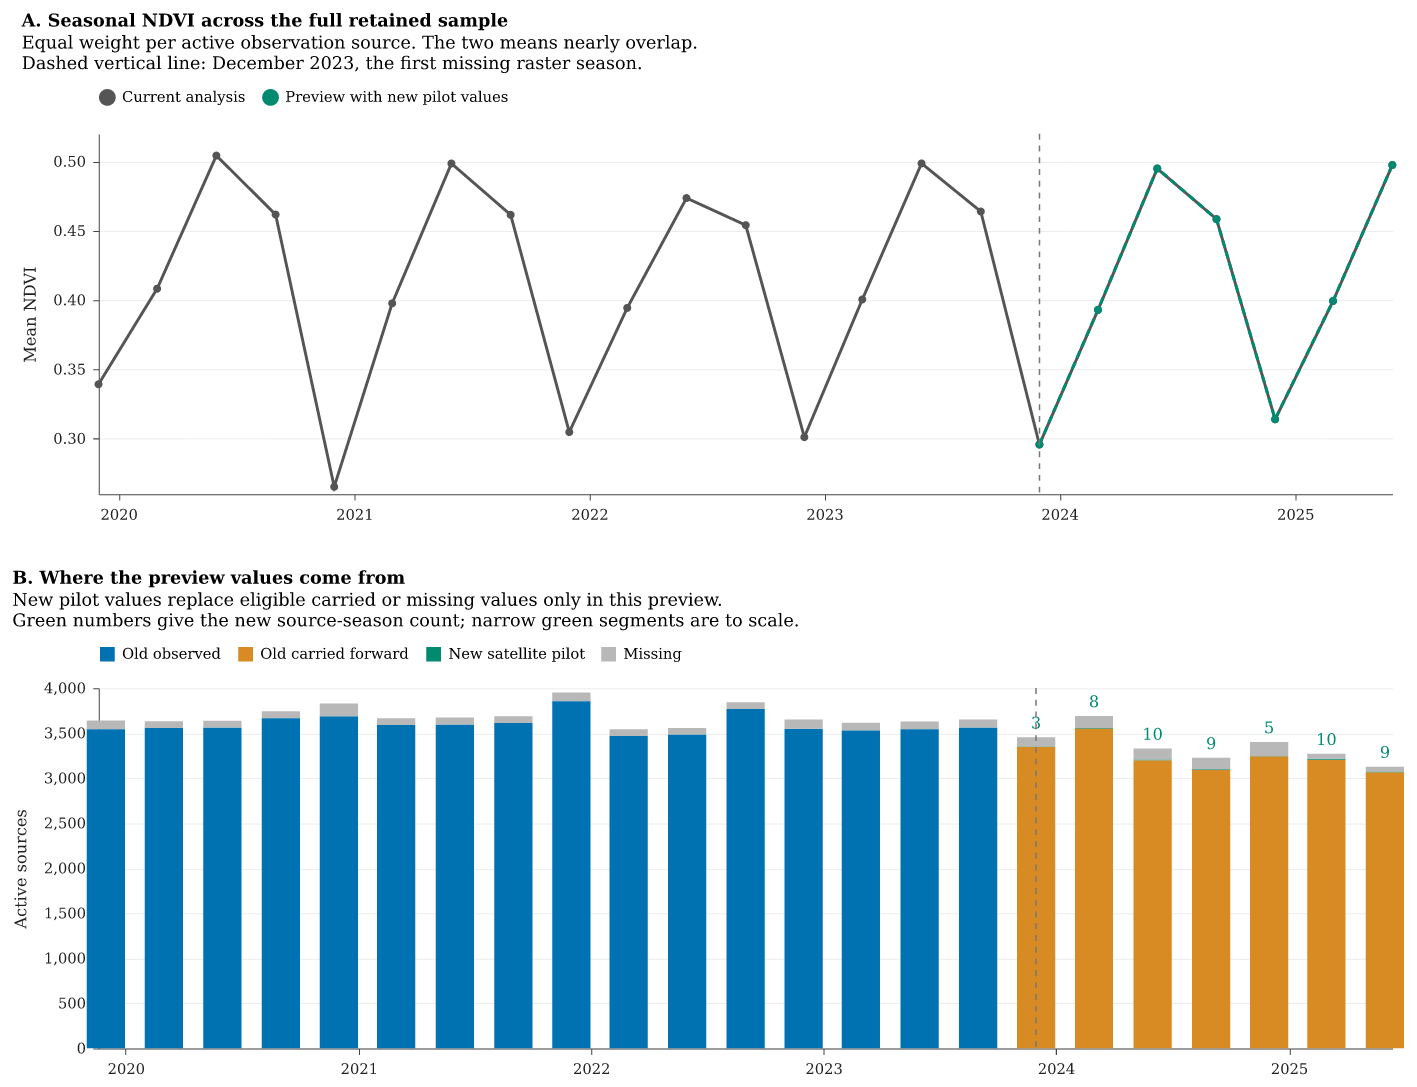 A. Seasonal NDVI across the full retained sample
Equal weight per active observation source. The two means nearly overlap.
Dashed vertical line: December 2023, the first missing raster season.
Current analysis Preview with new pilot values
Mean NDVI
0.50
0.45
0.40
0.35
0.30
2020 2021 2022 2023 2024 2025
B. Where the preview values come from
New pilot values replace eligible carried or missing values only in this preview.
Green numbers give the new source-season count; narrow green segments are to scale.
Old observed Old carried forward New satellite pilot Missing
Active sources
4,000
3,500
3,000
2,500
2,000
1,500
1,000
500
0
3 8 10 9 5 10 9
2020 2021 2022 2023 2024 2025